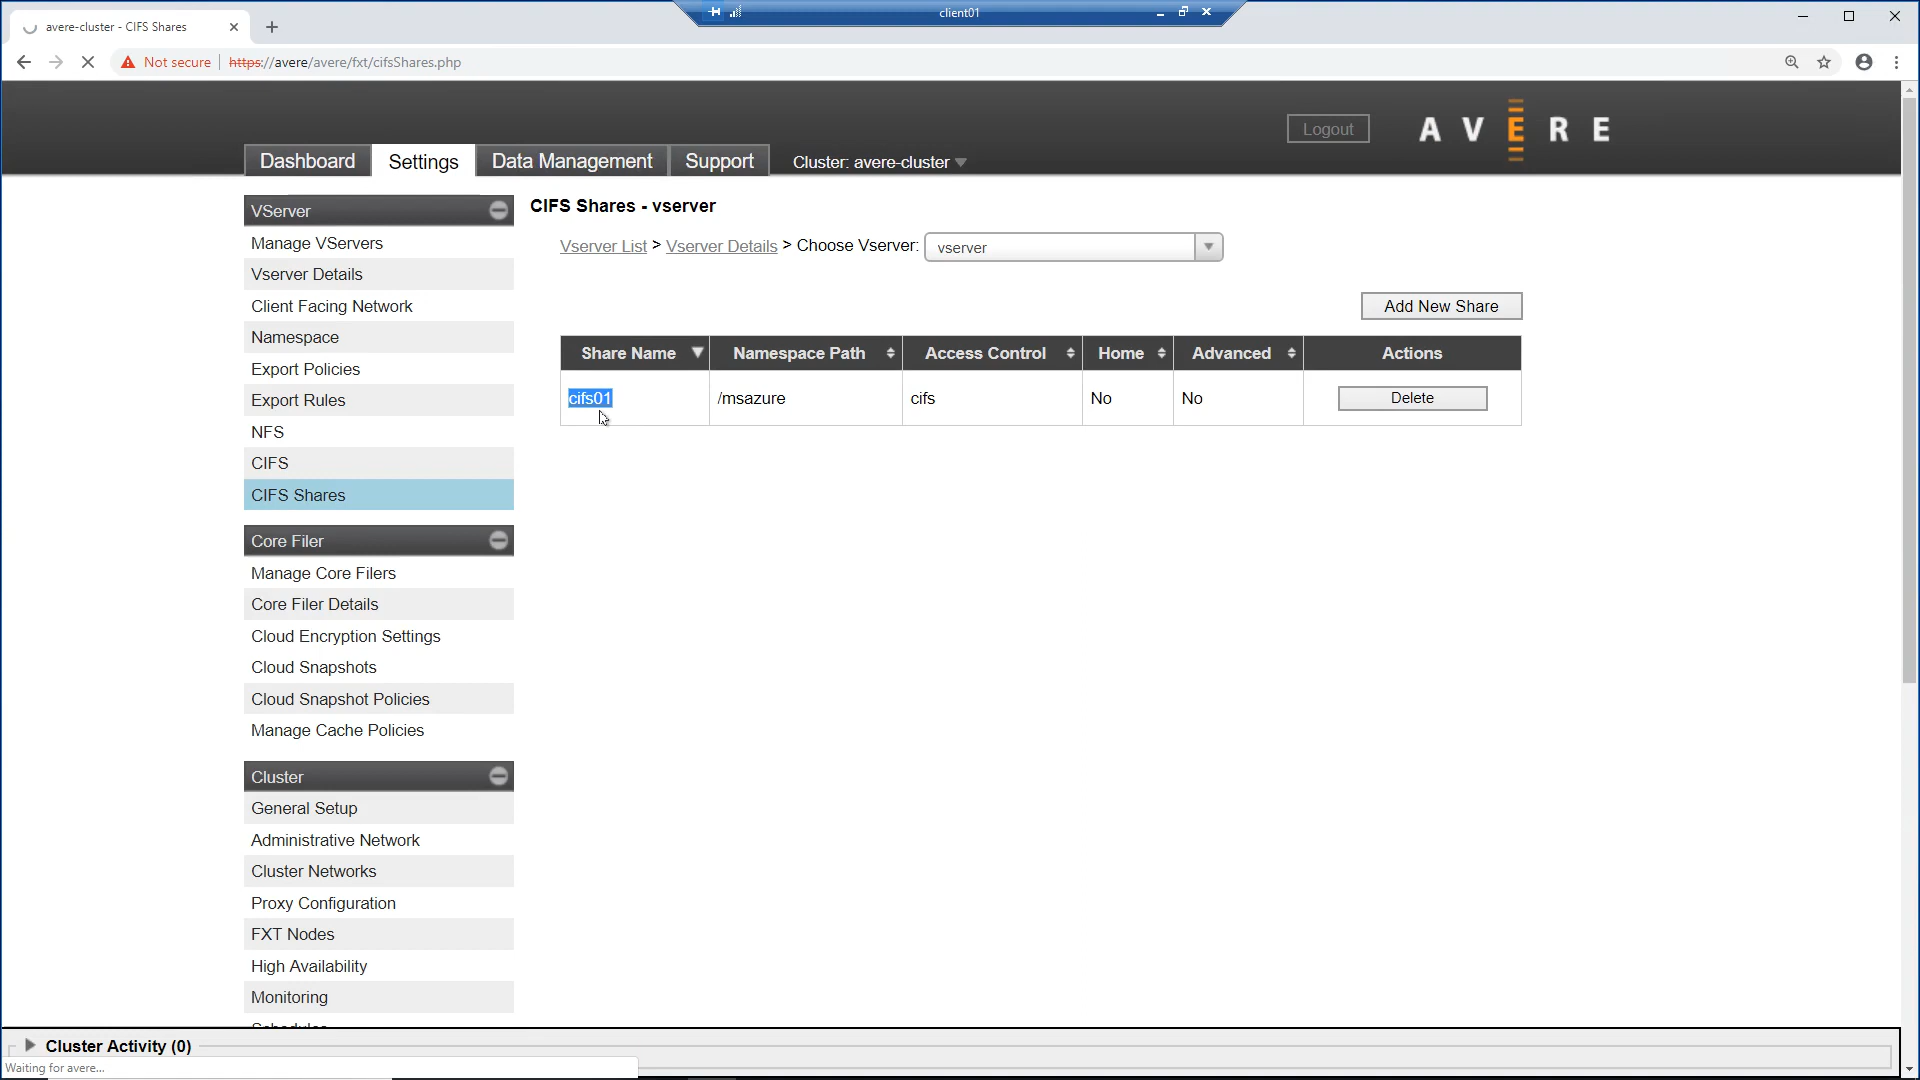 client01
avere-cluster - CIFS Shares
Not secure
https://avere/avere/fxt/cifsShares.php
Logout
AVERE
Dashboard
Settings
Data Management
Support
Cluster: avere-cluster
VServer
Manage VServers
Vserver Details
Client Facing Network
Namespace
Export Policies
Export Rules
NFS
CIFS
CIFS Shares
Core Filer
Manage Core Filers
Core Filer Details
Cloud Encryption Settings
Cloud Snapshots
Cloud Snapshot Policies
Manage Cache Policies
Cluster
General Setup
Administrative Network
Cluster Networks
Proxy Configuration
FXT Nodes
High Availability
Monitoring
CIFS Shares - vserver
Vserver List > Vserver Details > Choose Vserver: vserver
Add New Share
Share Name Namespace Path Access Control Home Advanced Actions
cifs01 /msazure cifs No No Delete
Cluster Activity (0)
Waiting for avere...